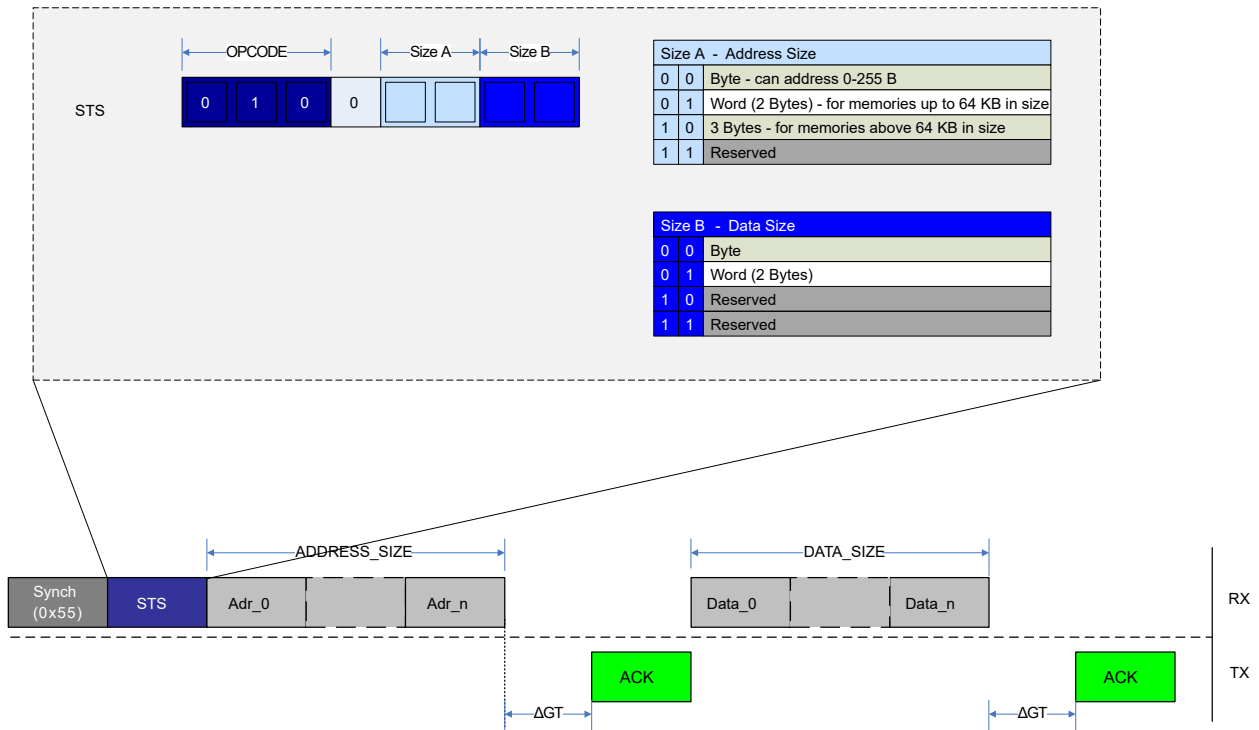 OPCODE Size A Size B
STS 0 1 0 0
Size A - Address Size
0 0 Byte - can address 0-255 B
0 1 Word (2 Bytes) - for memories up to 64 KB in size
1 0 3 Bytes - for memories above 64 KB in size
1 1 Reserved
Size B - Data Size
0 0 Byte
0 1 Word (2 Bytes)
1 0 Reserved
1 1 Reserved
ADDRESS_SIZE DATA_SIZE
Synch
(0x55)
STS Adr_0 Adr_n Data_0 Data_n RX
ACK ACK TX
ΔGT ΔGT